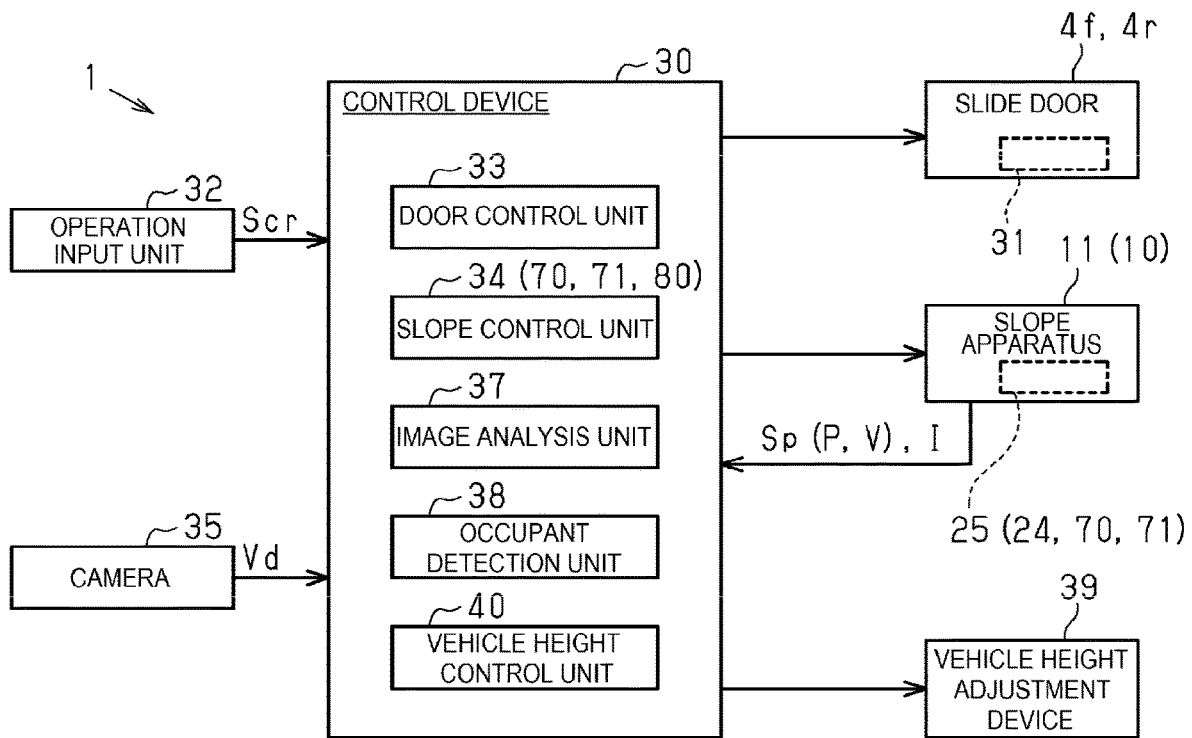 1
30
CONTROL DEVICE
32
OPERATION
INPUT UNIT
Scr
35
CAMERA
Vd
33
DOOR CONTROL UNIT
34 (70, 71, 80)
SLOPE CONTROL UNIT
37
IMAGE ANALYSIS UNIT
38
OCCUPANT
DETECTION UNIT
40
VEHICLE HEIGHT
CONTROL UNIT
4f, 4r
SLIDE DOOR
31
11 (10)
SLOPE
APPARATUS
Sp (P, V), I
25 (24, 70, 71)
39
VEHICLE HEIGHT
ADJUSTMENT
DEVICE